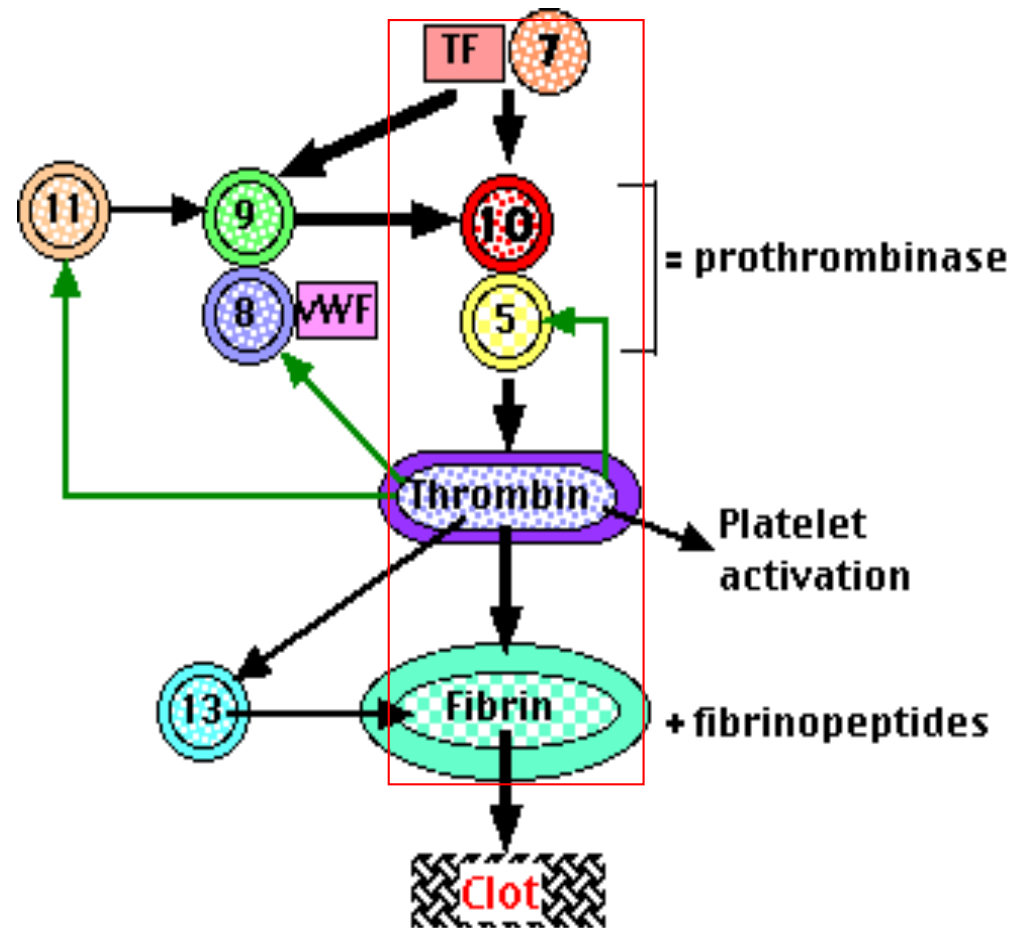 TF 7
11 9 10
= prothrombinase
8 vWF 5
Thrombin
Platelet
activation
13 Fibrin + fibrinopeptides
Clot